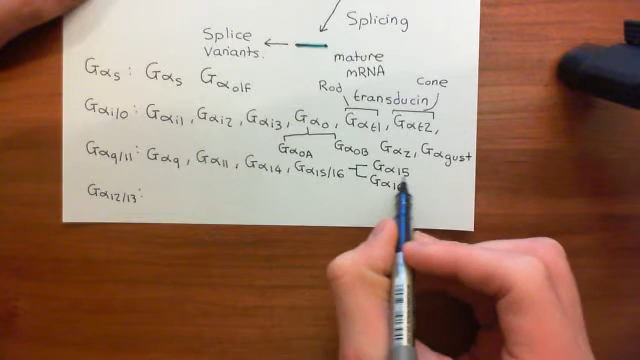 Splicing
Splice variants.
mature mRNA
Rod Cone
transducin
Gαs : Gαs Gαolf
Gαi/o : Gαi1, Gαi2, Gαi3, Gαo, Gαt1, Gαt2,
GαoA GαoB Gαz, Gαgust
Gαq/11 : Gαq, Gα11, Gα14, Gα15/16 Gα15
Gα12/13 :